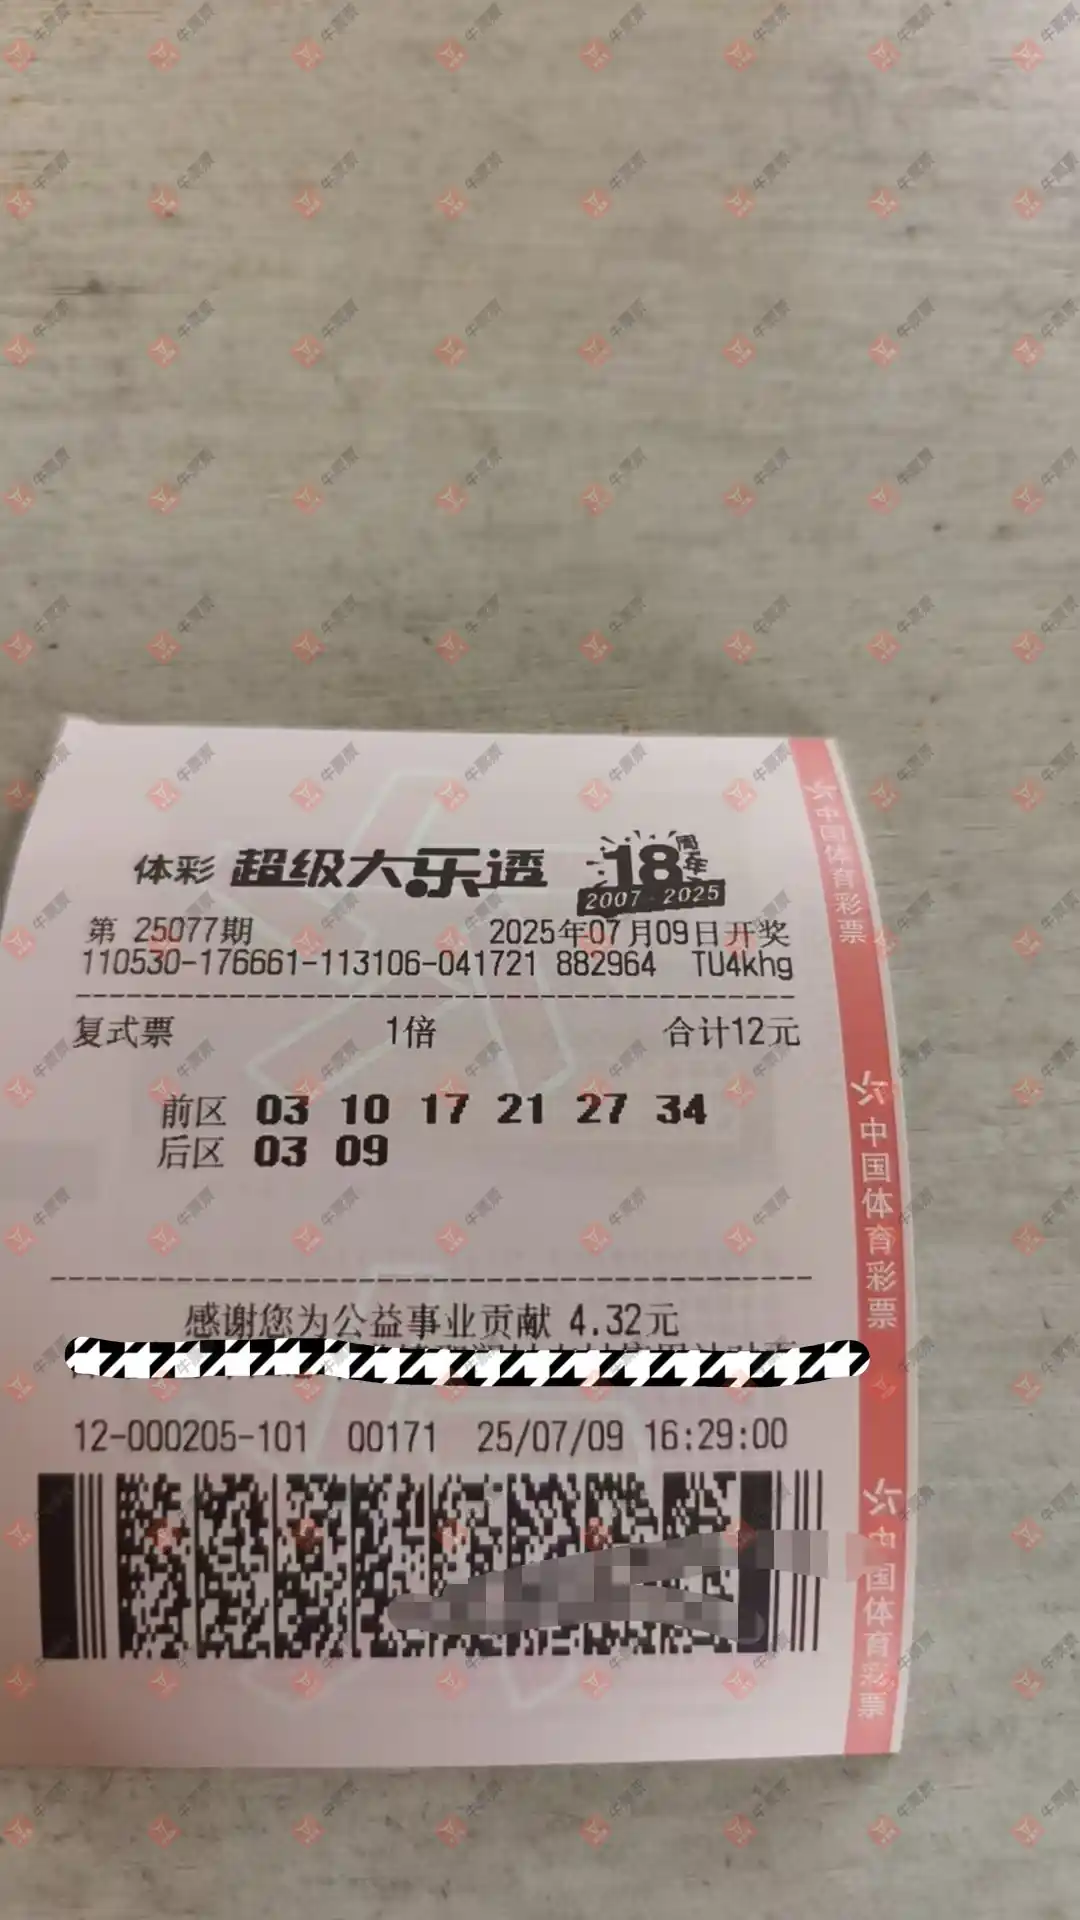 体彩 超级大乐透 18周年
2007-2025
第 25077期 2025年07月09日开奖
110530-176661-113106-041721 882964 TU4khg
复式票 1倍 合计12元
前区 03 10 17 21 27 34
后区 03 09
感谢您为公益事业贡献 4.32元
12-000205-101 00171 25/07/09 16:29:00
中国体育彩票
中国体育彩票
中国体育彩票
牛票票